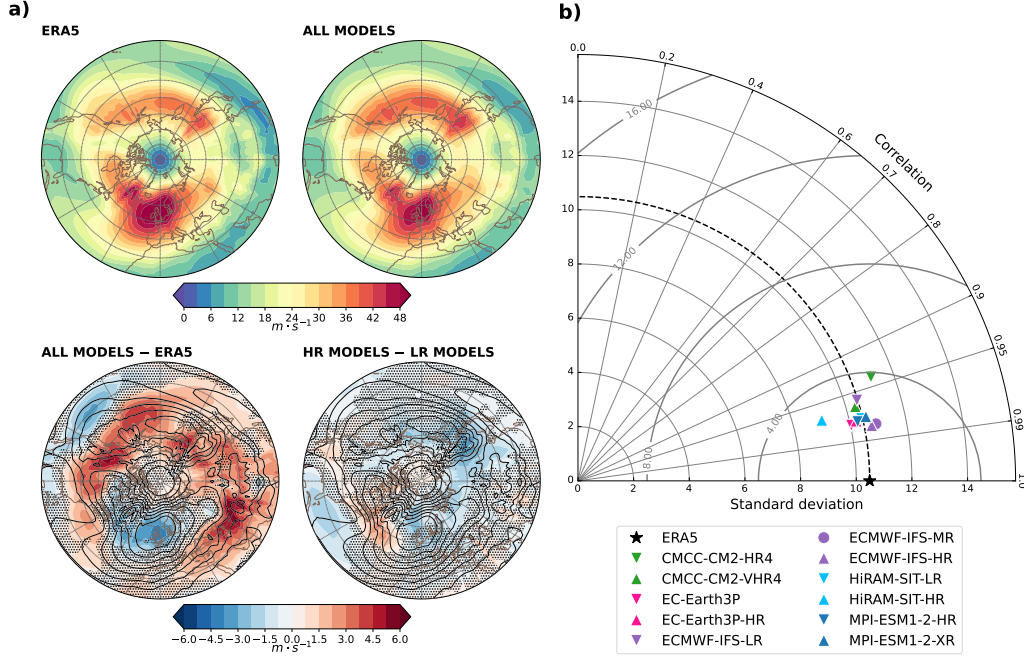 a)
ERA5
ALL MODELS
0 6 12 18 24 30 36 42 48
m · s⁻¹
ALL MODELS − ERA5
HR MODELS − LR MODELS
−6.0 −4.5 −3.0 −1.5 0.0 1.5 3.0 4.5 6.0
m · s⁻¹
b)
0.0
0.2
0.4
0.6
0.7
0.8
0.9
0.95
0.99
1.0
Correlation
16.00
12.00
8.00
4.00
14
12
10
8
6
4
2
0
0 2 4 6 8 10 12 14
Standard deviation
ERA5
CMCC-CM2-HR4
CMCC-CM2-VHR4
EC-Earth3P
EC-Earth3P-HR
ECMWF-IFS-LR
ECMWF-IFS-MR
ECMWF-IFS-HR
HiRAM-SIT-LR
HiRAM-SIT-HR
MPI-ESM1-2-HR
MPI-ESM1-2-XR